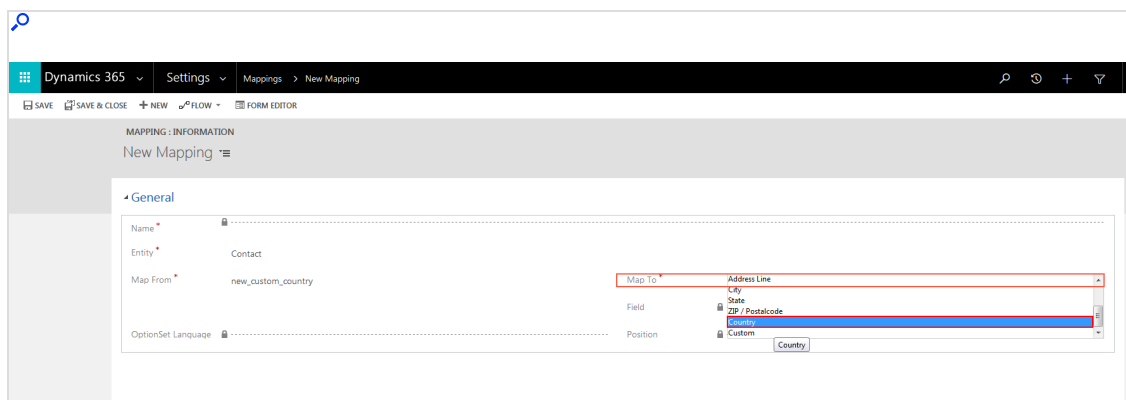 Dynamics 365 Settings Mappings > New Mapping
SAVE SAVE & CLOSE + NEW FLOW FORM EDITOR
MAPPING : INFORMATION
New Mapping
General
Name *
Entity * Contact
Map From * new_custom_country Map To * Address Line
City
State
Field ZIP / Postalcode
Country
OptionSet Language Position Custom
Country